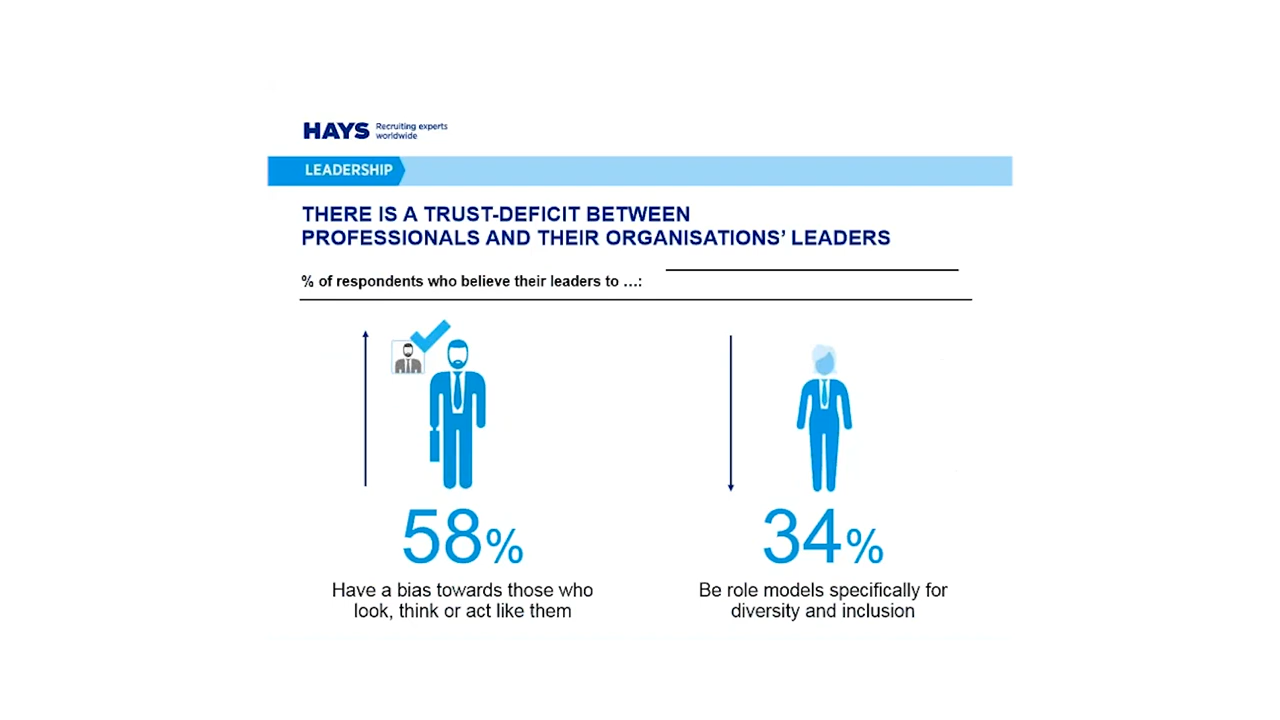 HAYS Recruiting experts
worldwide
LEADERSHIP
THERE IS A TRUST-DEFICIT BETWEEN
PROFESSIONALS AND THEIR ORGANISATIONS’ LEADERS
% of respondents who believe their leaders to …:
58%
Have a bias towards those who
look, think or act like them
34%
Be role models specifically for
diversity and inclusion